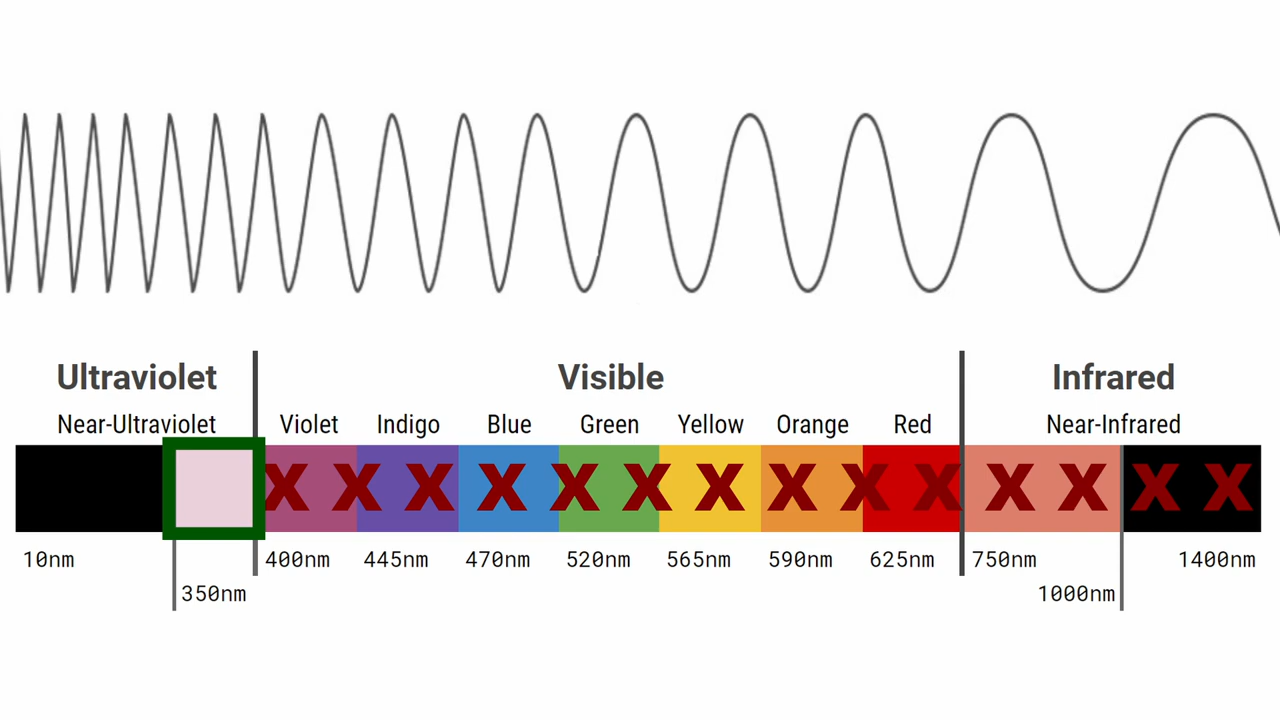 Ultraviolet Visible Infrared
Near-Ultraviolet Violet Indigo Blue Green Yellow Orange Red Near-Infrared
X X X X X X X X X X X X X X
10nm 400nm 445nm 470nm 520nm 565nm 590nm 625nm 750nm 1400nm
350nm 1000nm